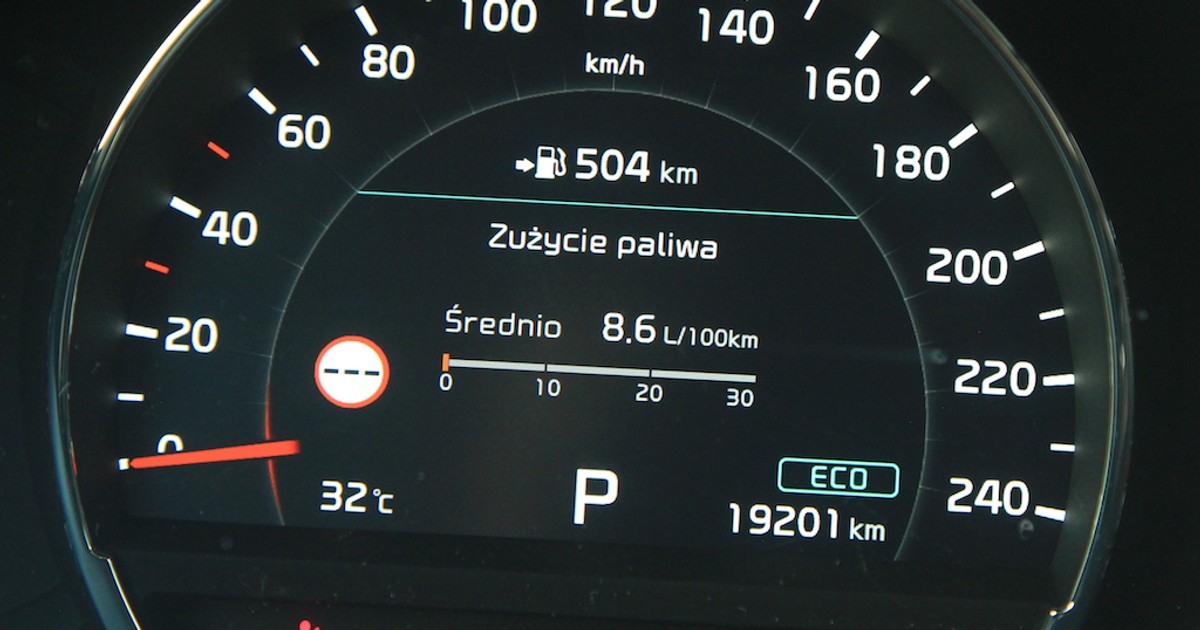 100 120 140
80 km/h 160
60 504 km 180
40 Zużycie paliwa 200
Średnio 8.6 L/100km
20 --- 220
0 10 20 30
0
32°C P ECO 240
19201 km